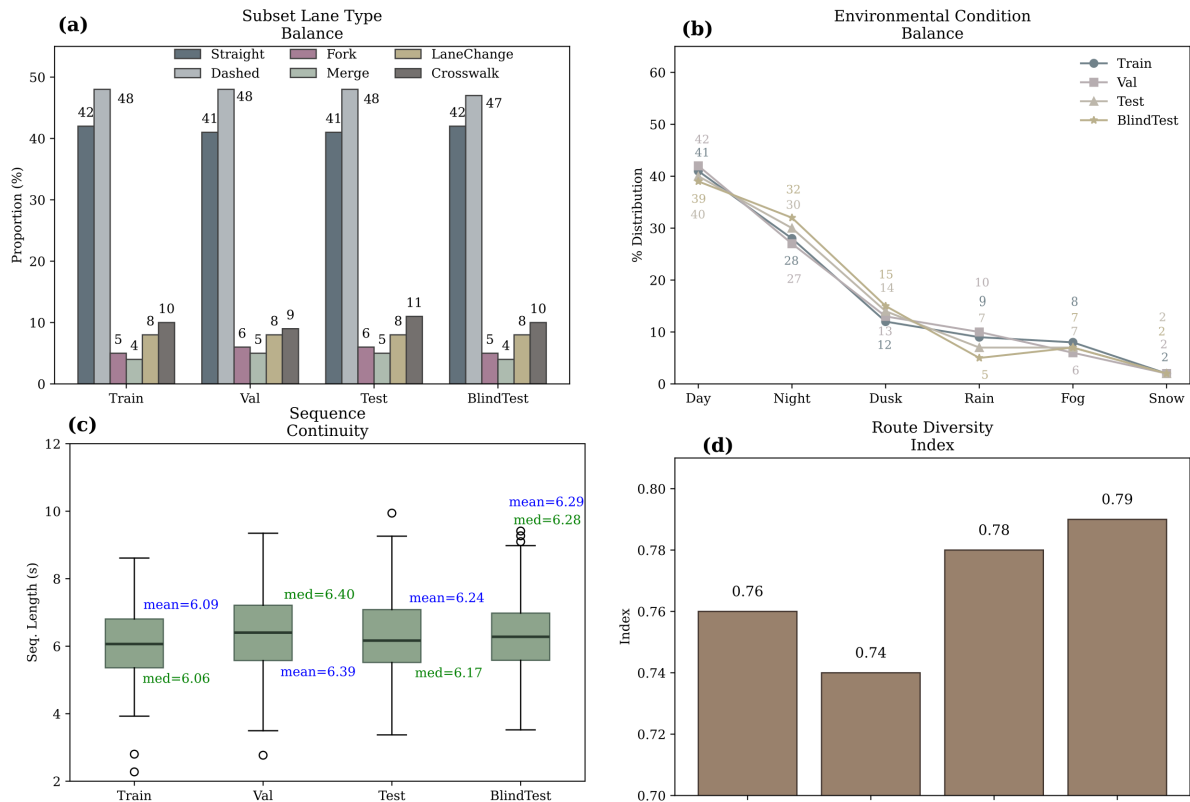 (a)
Subset Lane Type
Balance
Straight
Dashed
Fork
Merge
LaneChange
Crosswalk
Proportion (%)
50
40
30
20
10
0
42
48
5
4
8
10
41
48
6
5
8
9
41
48
6
5
8
11
42
47
5
4
8
10
Train
Val
Test
BlindTest
(b)
Environmental Condition
Balance
Train
Val
Test
BlindTest
% Distribution
60
50
40
30
20
10
0
42
41
39
40
32
30
28
27
15
14
13
12
10
9
7
5
8
7
7
6
2
2
2
2
Day
Night
Dusk
Rain
Fog
Snow
(c)
Sequence
Continuity
Seq. Length (s)
12
10
8
6
4
2
mean=6.09
med=6.06
med=6.40
mean=6.39
mean=6.24
med=6.17
mean=6.29
med=6.28
Train
Val
Test
BlindTest
(d)
Route Diversity
Index
Index
0.80
0.78
0.76
0.74
0.72
0.70
0.76
0.74
0.78
0.79